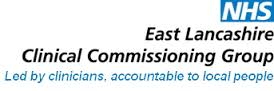 NHS
East Lancashire
Clinical Commissioning Group
Led by clinicians, accountable to local people